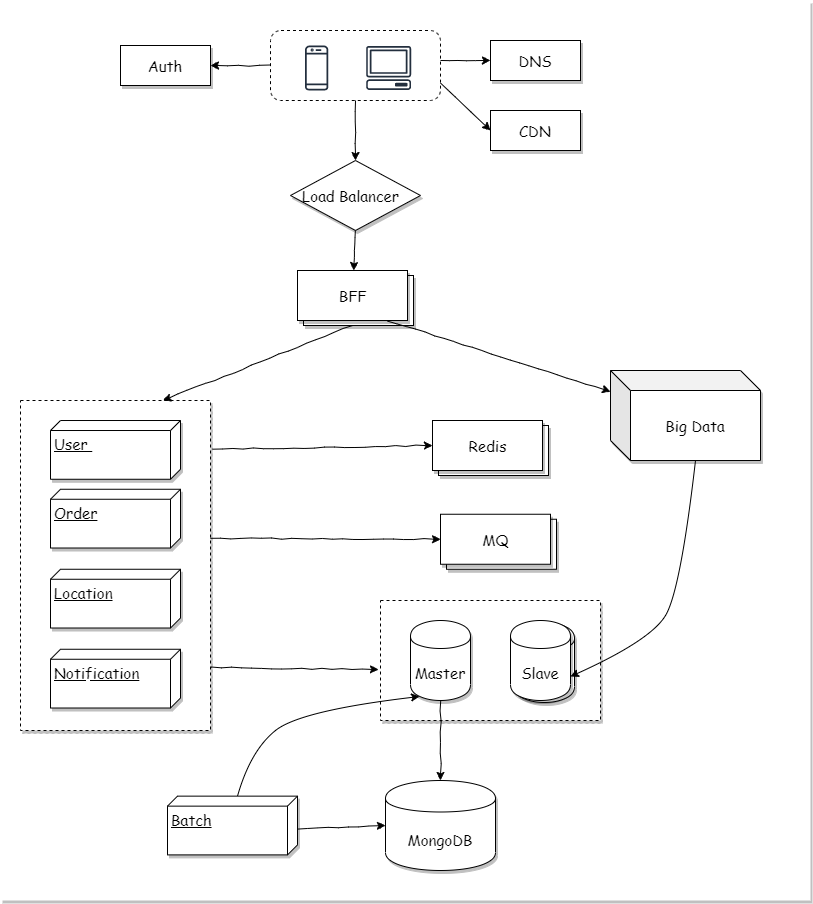 Auth
DNS
CDN
Load Balancer
BFF
Big Data
User
Redis
Order
MQ
Location
Notification
Master
Slave
Batch
MongoDB